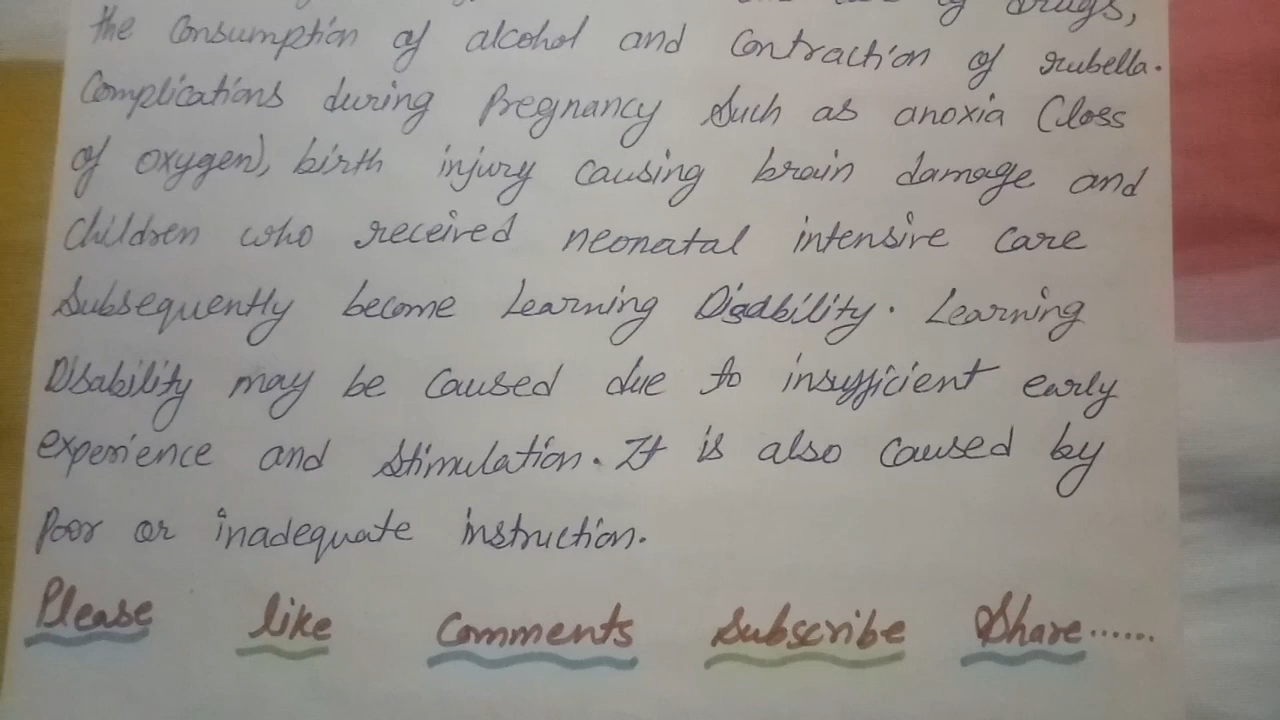 of drugs,
the consumption of alcohol and contraction of rubella.
Complications during Pregnancy Such as anoxia (loss
of oxygen), birth injury causing brain damage and
Children who received neonatal intensive care
Subsequently become Learning Disability. Learning
Disability may be caused due to insufficient early
experience and Stimulation. It is also caused by
Poor or inadequate instruction.
Please like Comments Subscribe Share......